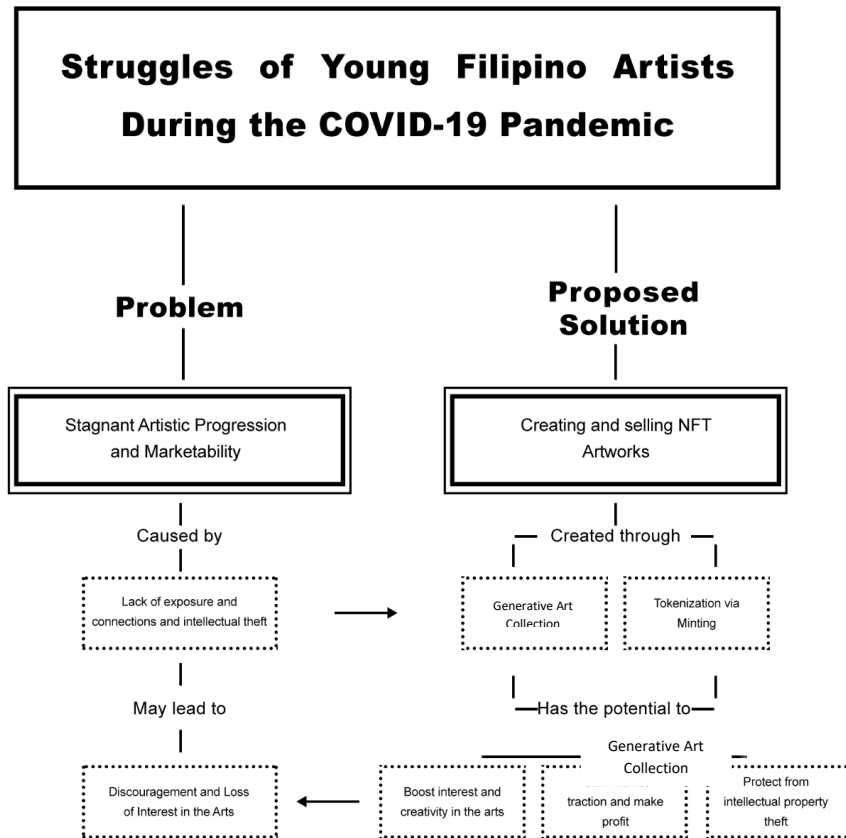 Struggles of Young Filipino Artists
During the COVID-19 Pandemic
Problem
Proposed
Solution
Stagnant Artistic Progression
and Marketability
Creating and selling NFT
Artworks
Caused by
Created through
Lack of exposure and
connections and intellectual theft
Generative Art
Collection
Tokenization via
Minting
May lead to
Has the potential to
Generative Art
Collection
Discouragement and Loss
of Interest in the Arts
Boost interest and
creativity in the arts
traction and make
profit
Protect from
intellectual property
theft